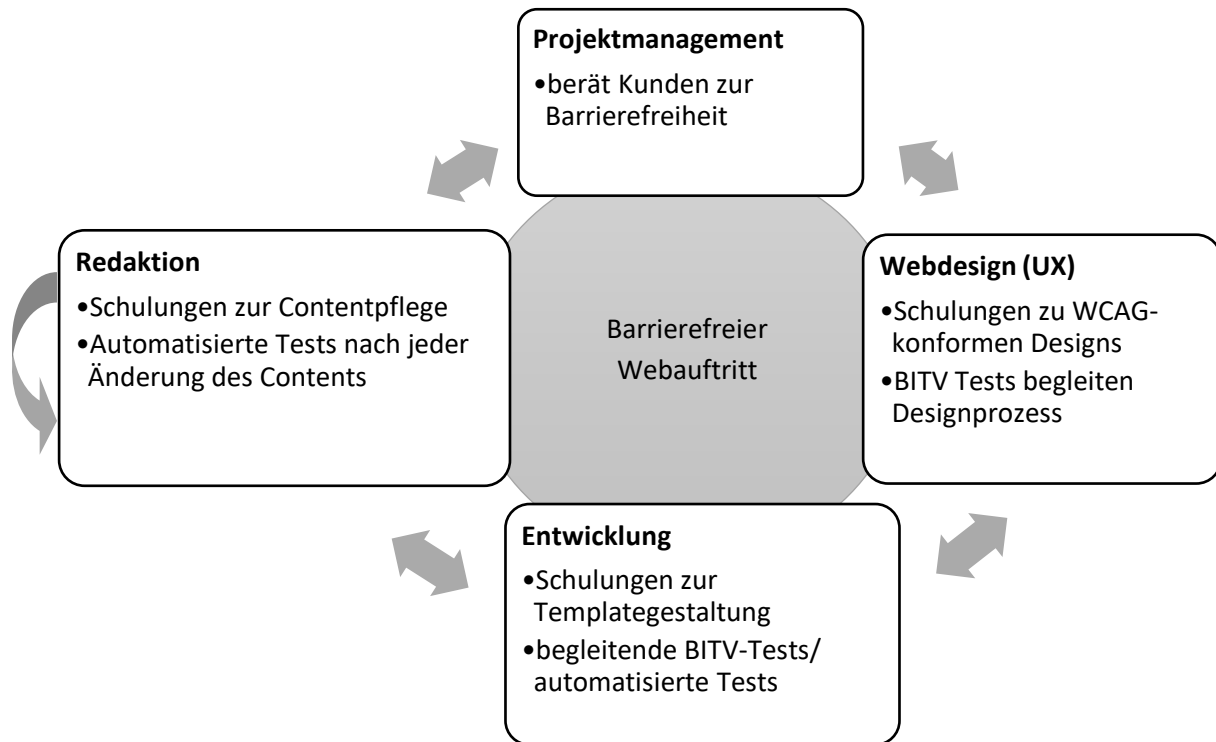 Projektmanagement
•berät Kunden zur
Barrierefreiheit
Redaktion
•Schulungen zur Contentpflege
•Automatisierte Tests nach jeder
Änderung des Contents
Barrierefreier
Webauftritt
Webdesign (UX)
•Schulungen zu WCAG-
konformen Designs
•BITV Tests begleiten
Designprozess
Entwicklung
•Schulungen zur
Templategestaltung
•begleitende BITV-Tests/
automatisierte Tests